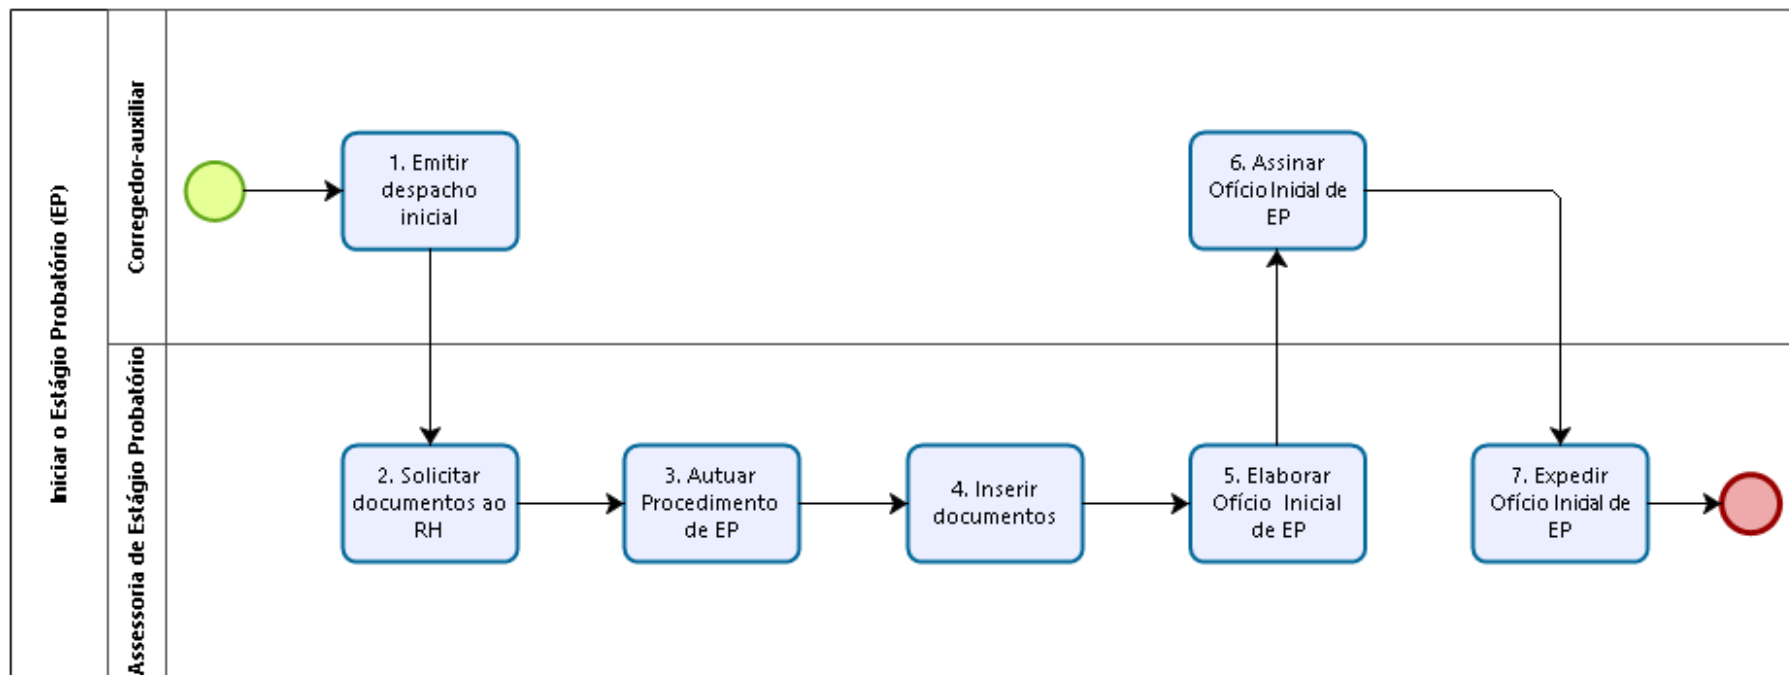 Iniciar o Estágio Probatório (EP)
Corregedor-auxiliar
1. Emitir
despacho
inicial
6. Assinar
Ofício Inicial de
EP
Assessoria de Estágio Probatório
2. Solicitar
documentos ao
RH
3. Autuar
Procedimento
de EP
4. Inserir
documentos
5. Elaborar
Ofício Inicial
de EP
7. Expedir
Ofício Inicial de
EP